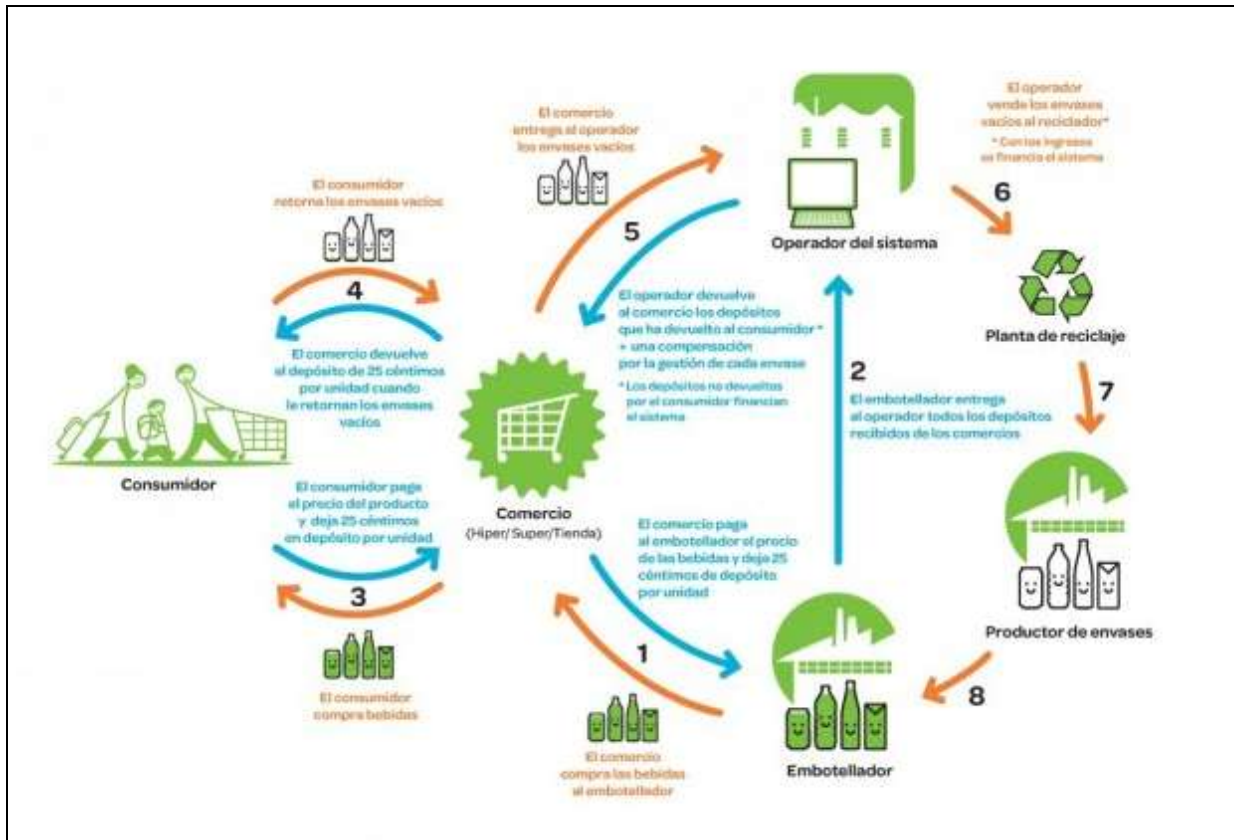 El operador
vende los envases
vacíos al reciclador*
* Con los ingresos
se financia el sistema
El comercio
entrega al operador
los envases vacíos
El consumidor
retorna los envases vacíos
6
5
Operador del sistema
4
El operador devuelve
al comercio los depósitos
que ha devuelto al consumidor *
+ una compensación
por la gestión de cada envase
* Los depósitos no devueltos
por el consumidor financian
el sistema
Planta de reciclaje
El comercio devuelve
el depósito de 25 céntimos
por unidad cuando
le retornan los envases
vacíos
2
El embotellador entrega
al operador todos los depósitos
recibidos de los comercios
7
Consumidor
El consumidor paga
el precio del producto
y deja 25 céntimos
en depósito por unidad
Comercio
(Hiper/Super/Tienda)
El comercio paga
al embotellador el precio
de las bebidas y deja 25
céntimos de depósito
por unidad
3
1
Productor de envases
8
El consumidor
compra bebidas
El comercio
compra las bebidas
al embotellador
Embotellador